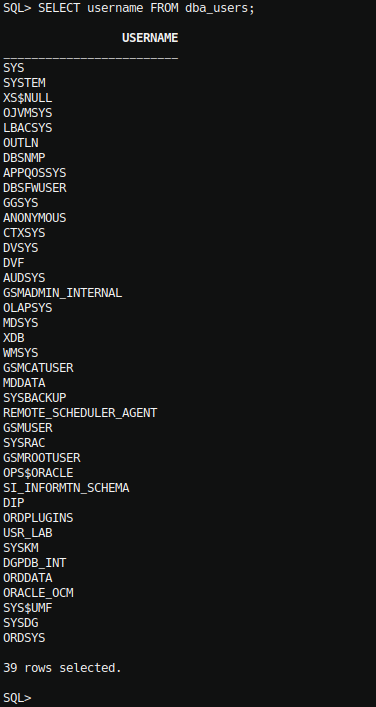 SQL> SELECT username FROM dba_users;
USERNAME
_________________________
SYS
SYSTEM
XS$NULL
OJVMSYS
LBACSYS
OUTLN
DBSNMP
APPQOSSYS
DBSFWUSER
GGSYS
ANONYMOUS
CTXSYS
DVSYS
DVF
AUDSYS
GSMADMIN_INTERNAL
OLAPSYS
MDSYS
XDB
WMSYS
GSMCATUSER
MDDATA
SYSBACKUP
REMOTE_SCHEDULER_AGENT
GSMUSER
SYSRAC
GSMROOTUSER
OPS$ORACLE
SI_INFORMTN_SCHEMA
DIP
ORDPLUGINS
USR_LAB
SYSKM
DGPDB_INT
ORDDATA
ORACLE_OCM
SYS$UMF
SYSDG
ORDSYS
39 rows selected.
SQL>